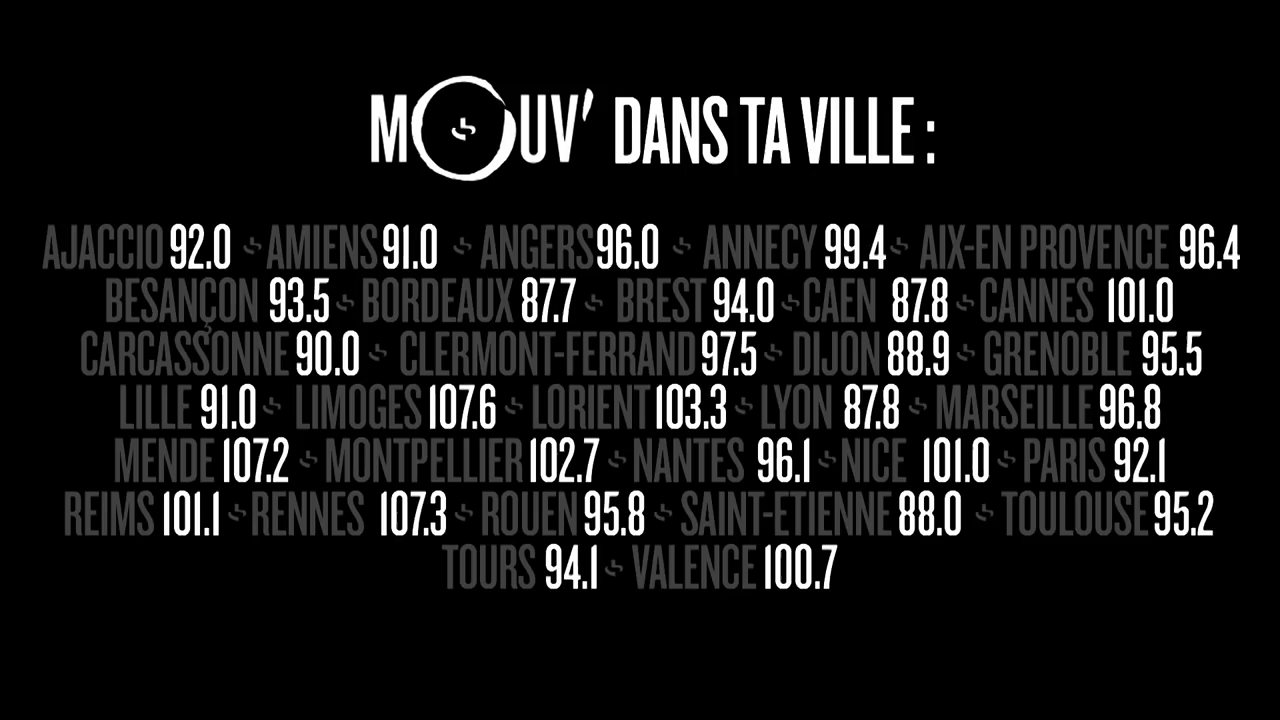 MOUV' DANS TA VILLE :
AJACCIO 92.0 AMIENS 91.0 ANGERS 96.0 ANNECY 99.4 AIX-EN PROVENCE 96.4
BESANÇON 93.5 BORDEAUX 87.7 BREST 94.0 CAEN 87.8 CANNES 101.0
CARCASSONNE 90.0 CLERMONT-FERRAND 97.5 DIJON 88.9 GRENOBLE 95.5
LILLE 91.0 LIMOGES 107.6 LORIENT 103.3 LYON 87.8 MARSEILLE 96.8
MENDE 107.2 MONTPELLIER 102.7 NANTES 96.1 NICE 101.0 PARIS 92.1
REIMS 101.1 RENNES 107.3 ROUEN 95.8 SAINT-ETIENNE 88.0 TOULOUSE 95.2
TOURS 94.1 VALENCE 100.7